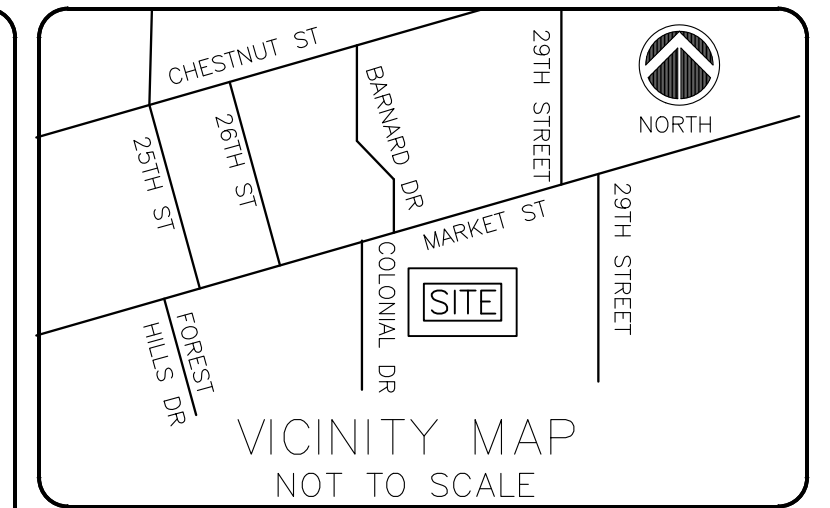 CHESTNUT ST
29TH STREET
NORTH
BARNARD DR
26TH ST
25TH ST
MARKET ST
29TH STREET
COLONIAL DR
SITE
FOREST
HILLS DR
VICINITY MAP
NOT TO SCALE